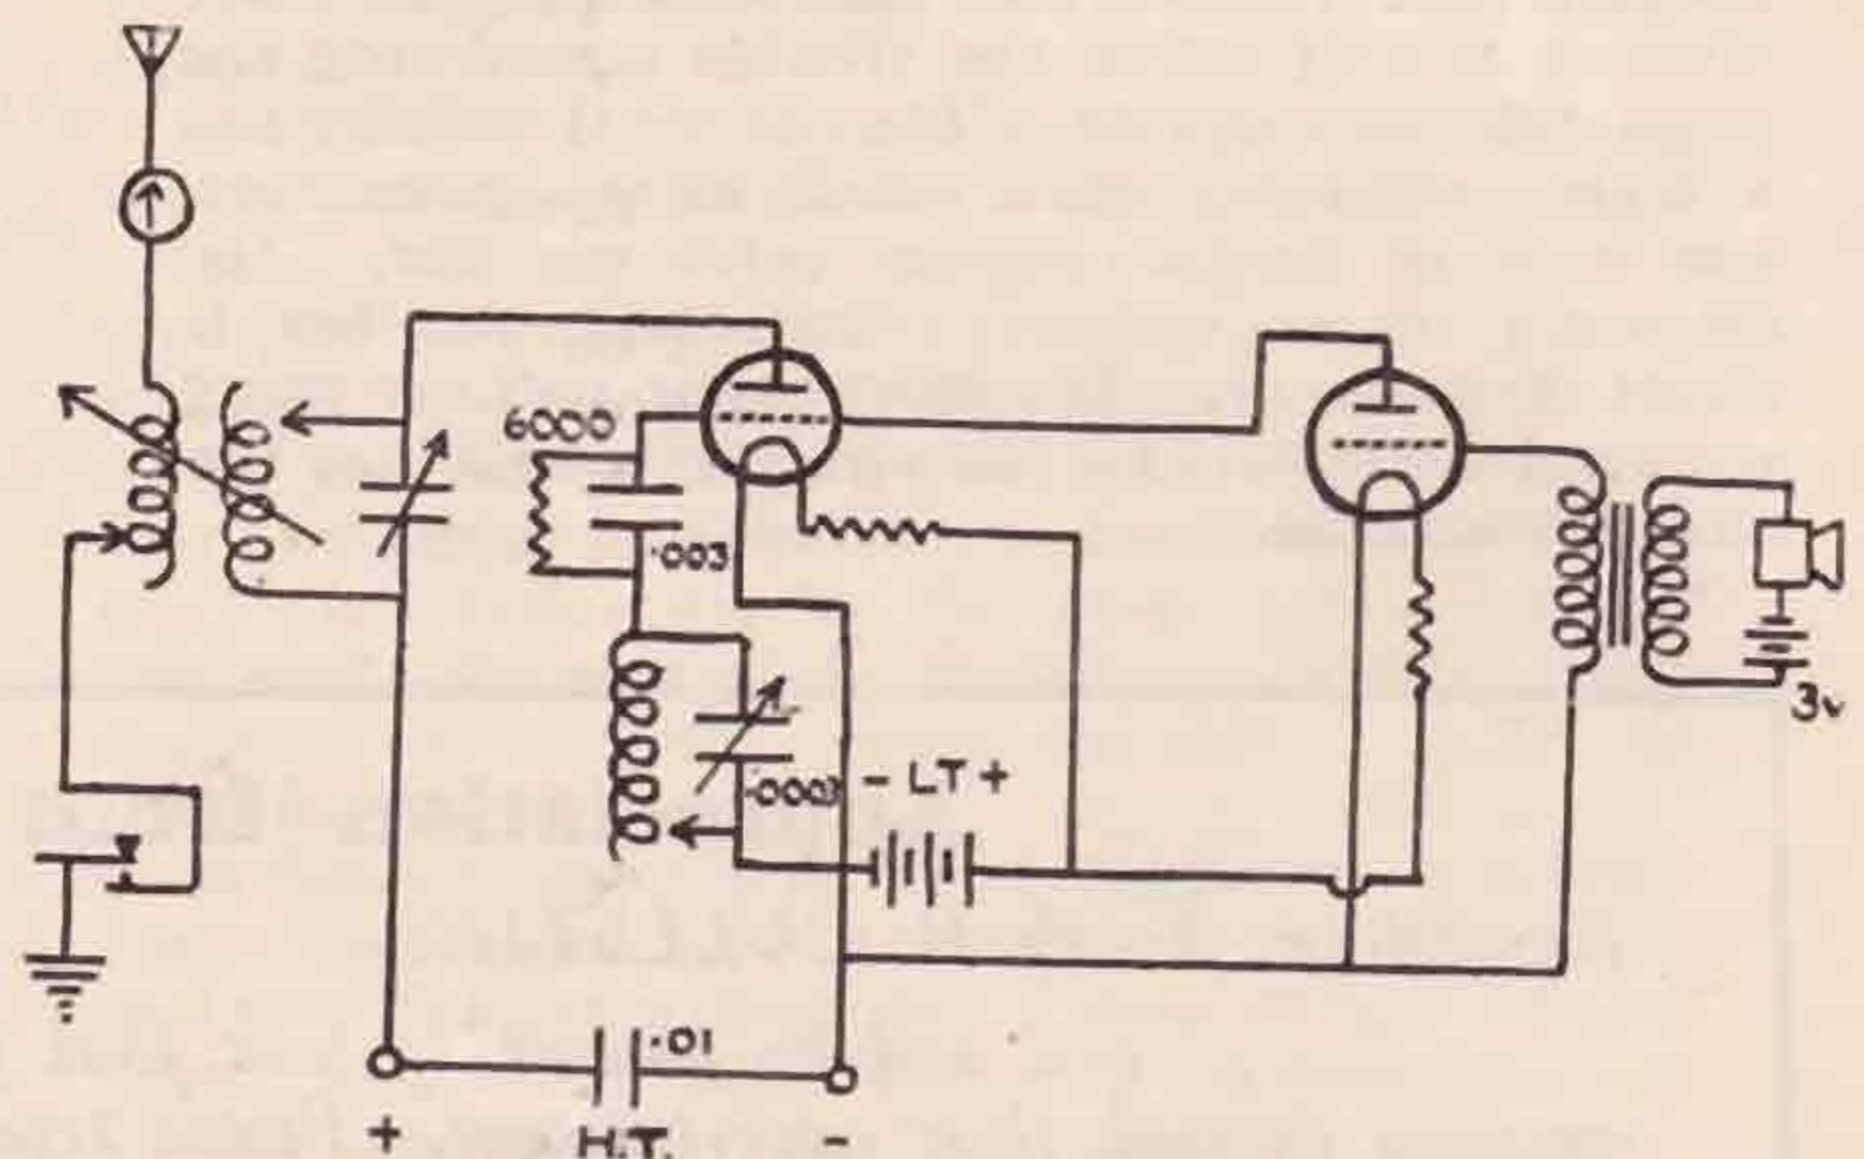 6000
.003
.0003
- LT +
3v
.01
+ H.T. -